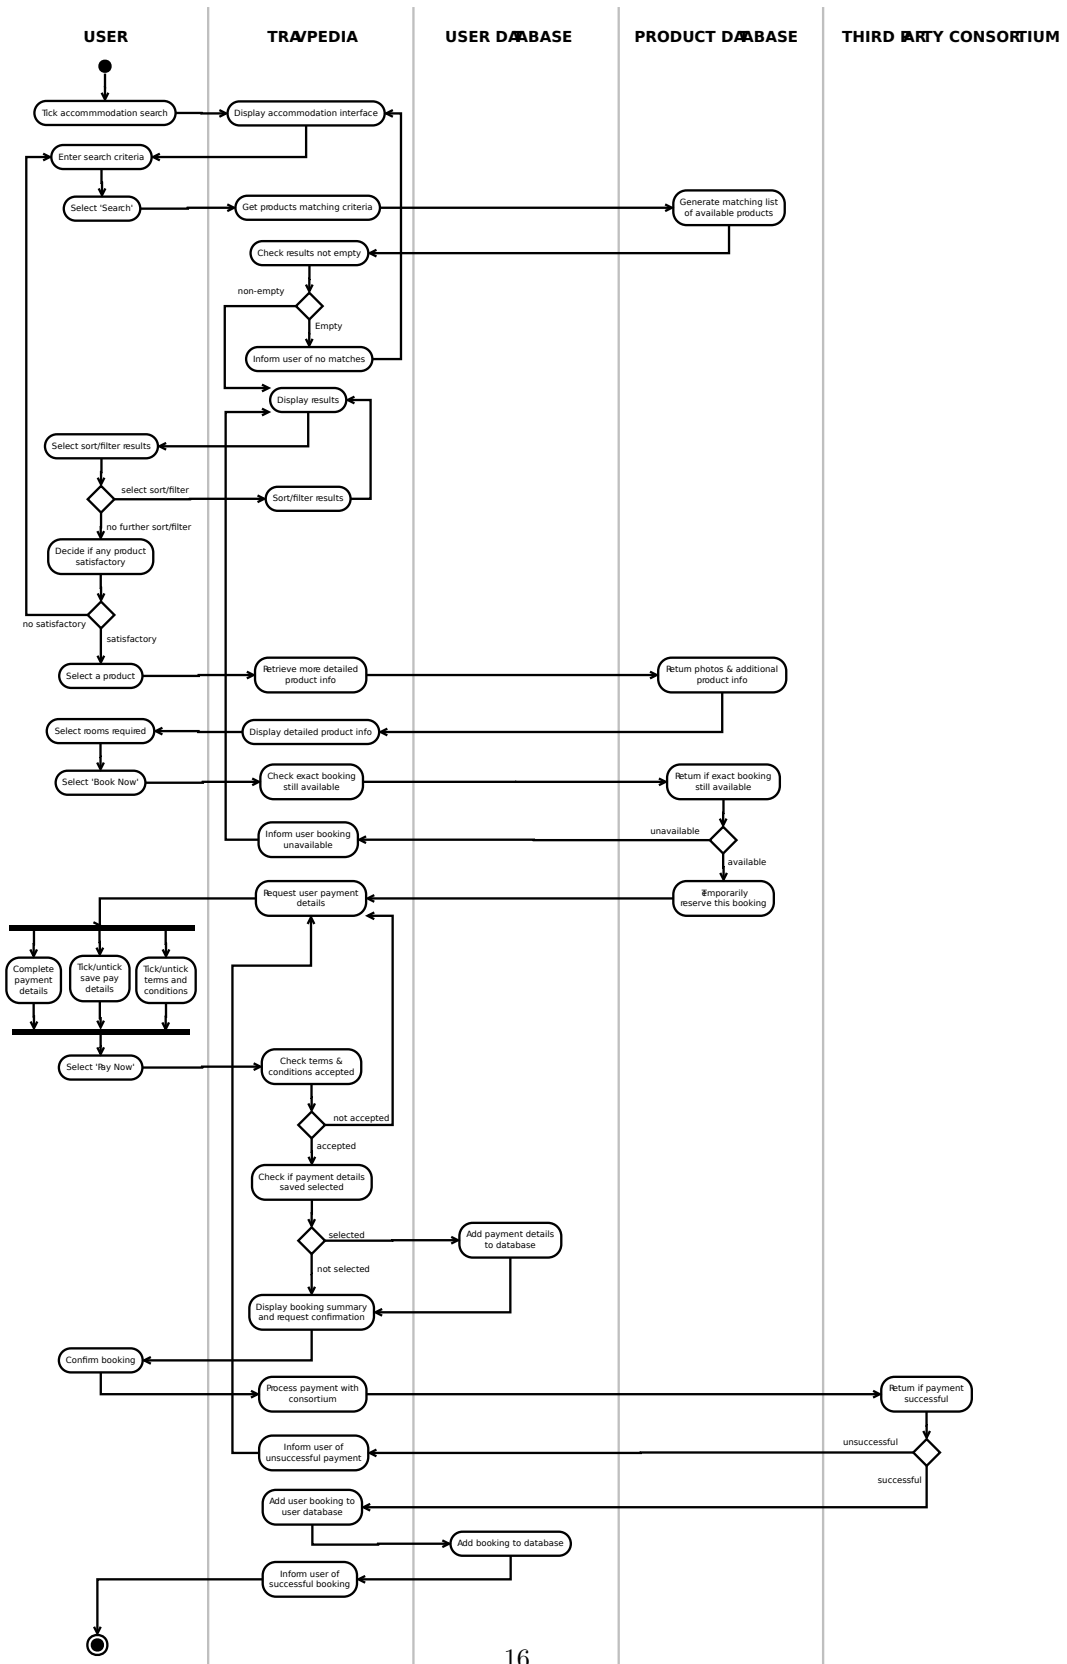 USER
TRAVPEDIA
USER DATABASE
PRODUCT DATABASE
THIRD PARTY CONSORTIUM
Tick accommmodation search
Display accommodation interface
Enter search criteria
Select 'Search'
Get products matching criteria
Generate matching list
of available products
Check results not empty
non-empty
Empty
Inform user of no matches
Display results
Select sort/filter results
select sort/filter
Sort/filter results
no further sort/filter
Decide if any product
satisfactory
no satisfactory
satisfactory
Select a product
Retrieve more detailed
product info
Return photos & additional
product info
Select rooms required
Display detailed product info
Select 'Book Now'
Check exact booking
still available
Return if exact booking
still available
Inform user booking
unavailable
unavailable
available
Request user payment
details
Temporarily
reserve this booking
Complete
payment
details
Tick/untick
save pay
details
Tick/untick
terms and
conditions
Select 'Pay Now'
Check terms &
conditions accepted
not accepted
accepted
Check if payment details
saved selected
selected
Add payment details
to database
not selected
Display booking summary
and request confirmation
Confirm booking
Process payment with
consortium
Return if payment
successful
Inform user of
unsuccessful payment
unsuccessful
successful
Add user booking to
user database
Add booking to database
Inform user of
successful booking
16